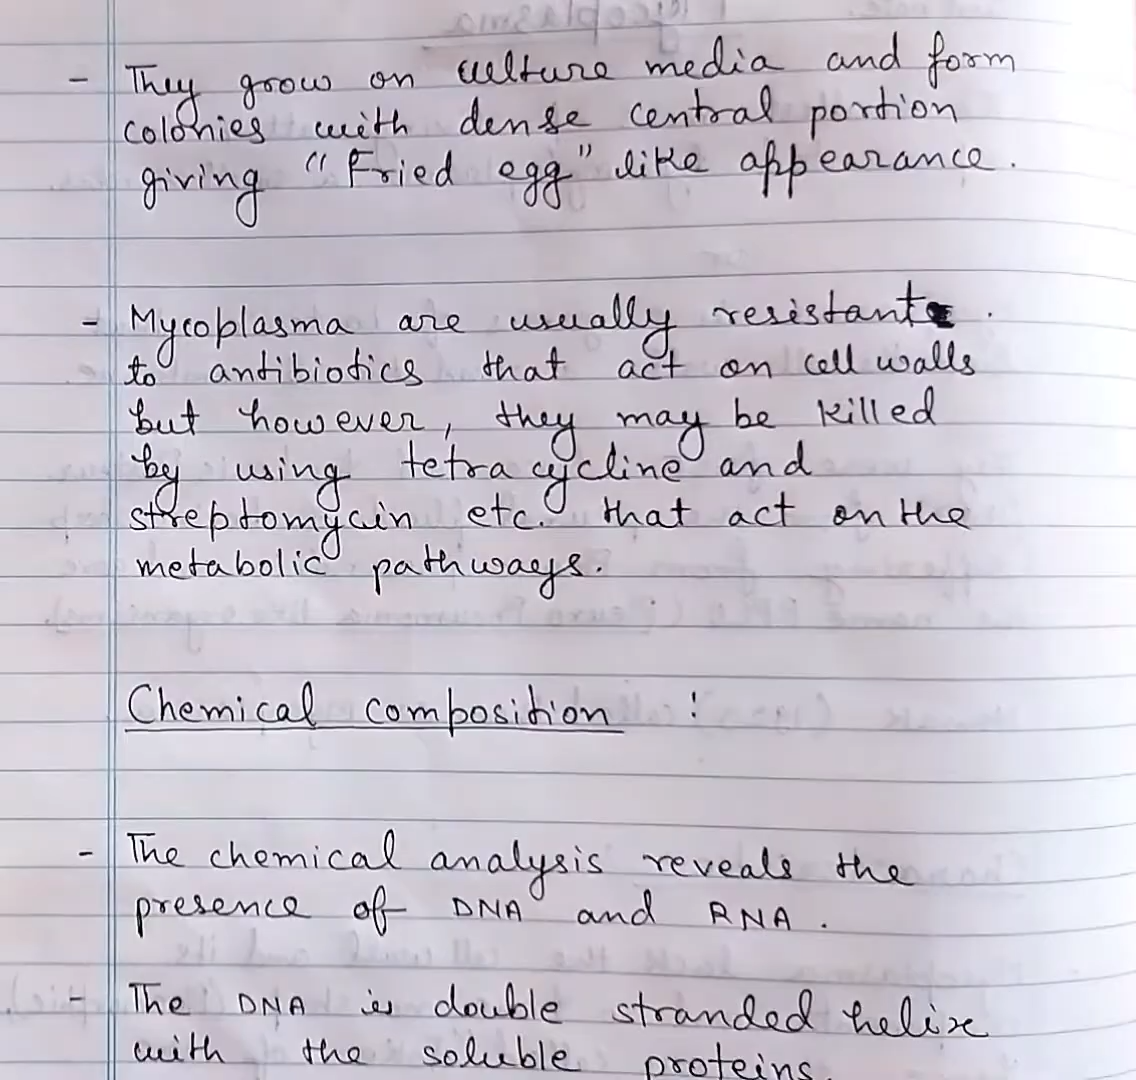 - They grow on culture media and form
colonies with dense central portion
giving "Fried egg" like appearance.
- Mycoplasma are usually resistant.
to antibiotics that act on cell walls
but however, they may be killed
by using tetracycline and
streptomycin etc. that act on the
metabolic pathways.
Chemical composition :
- The chemical analysis reveals the
presence of DNA and RNA.
- The DNA is double stranded helix
with the soluble proteins.